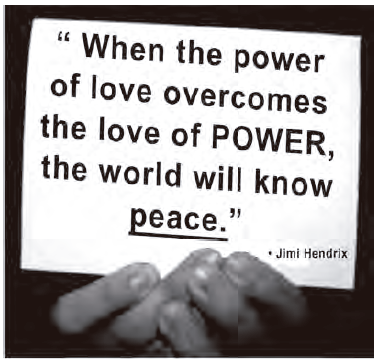 “ When the power
of love overcomes
the love of POWER,
the world will know
peace.”
• Jimi Hendrix